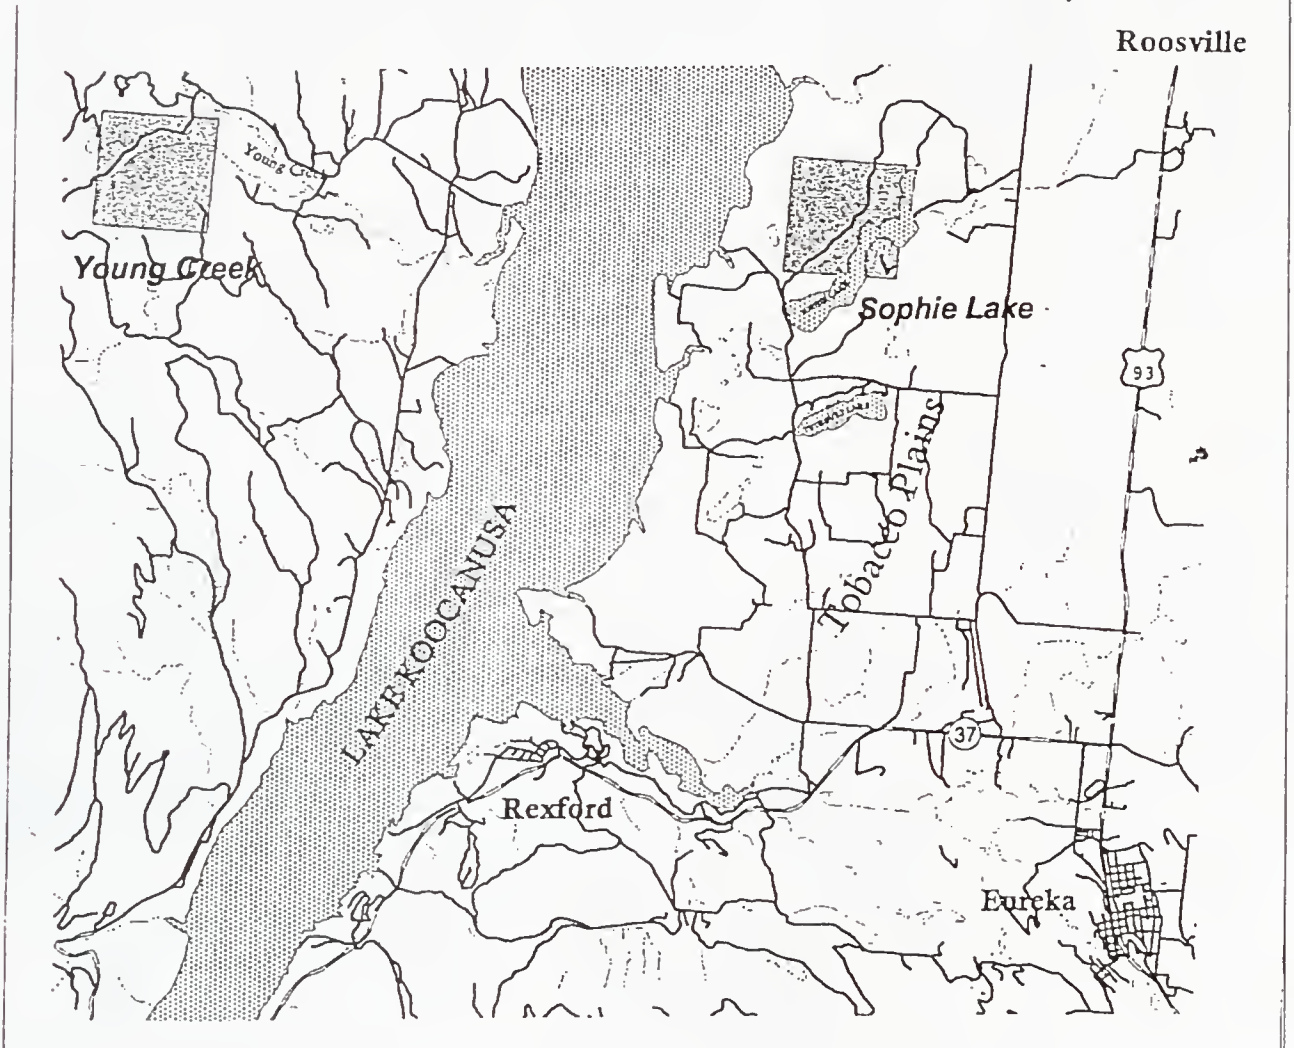 Roosville
Young Creek
Young Creek
Sophie Lake
93
Tobacco Plains
LAKE KOOCANUSA
37
Rexford
Eureka